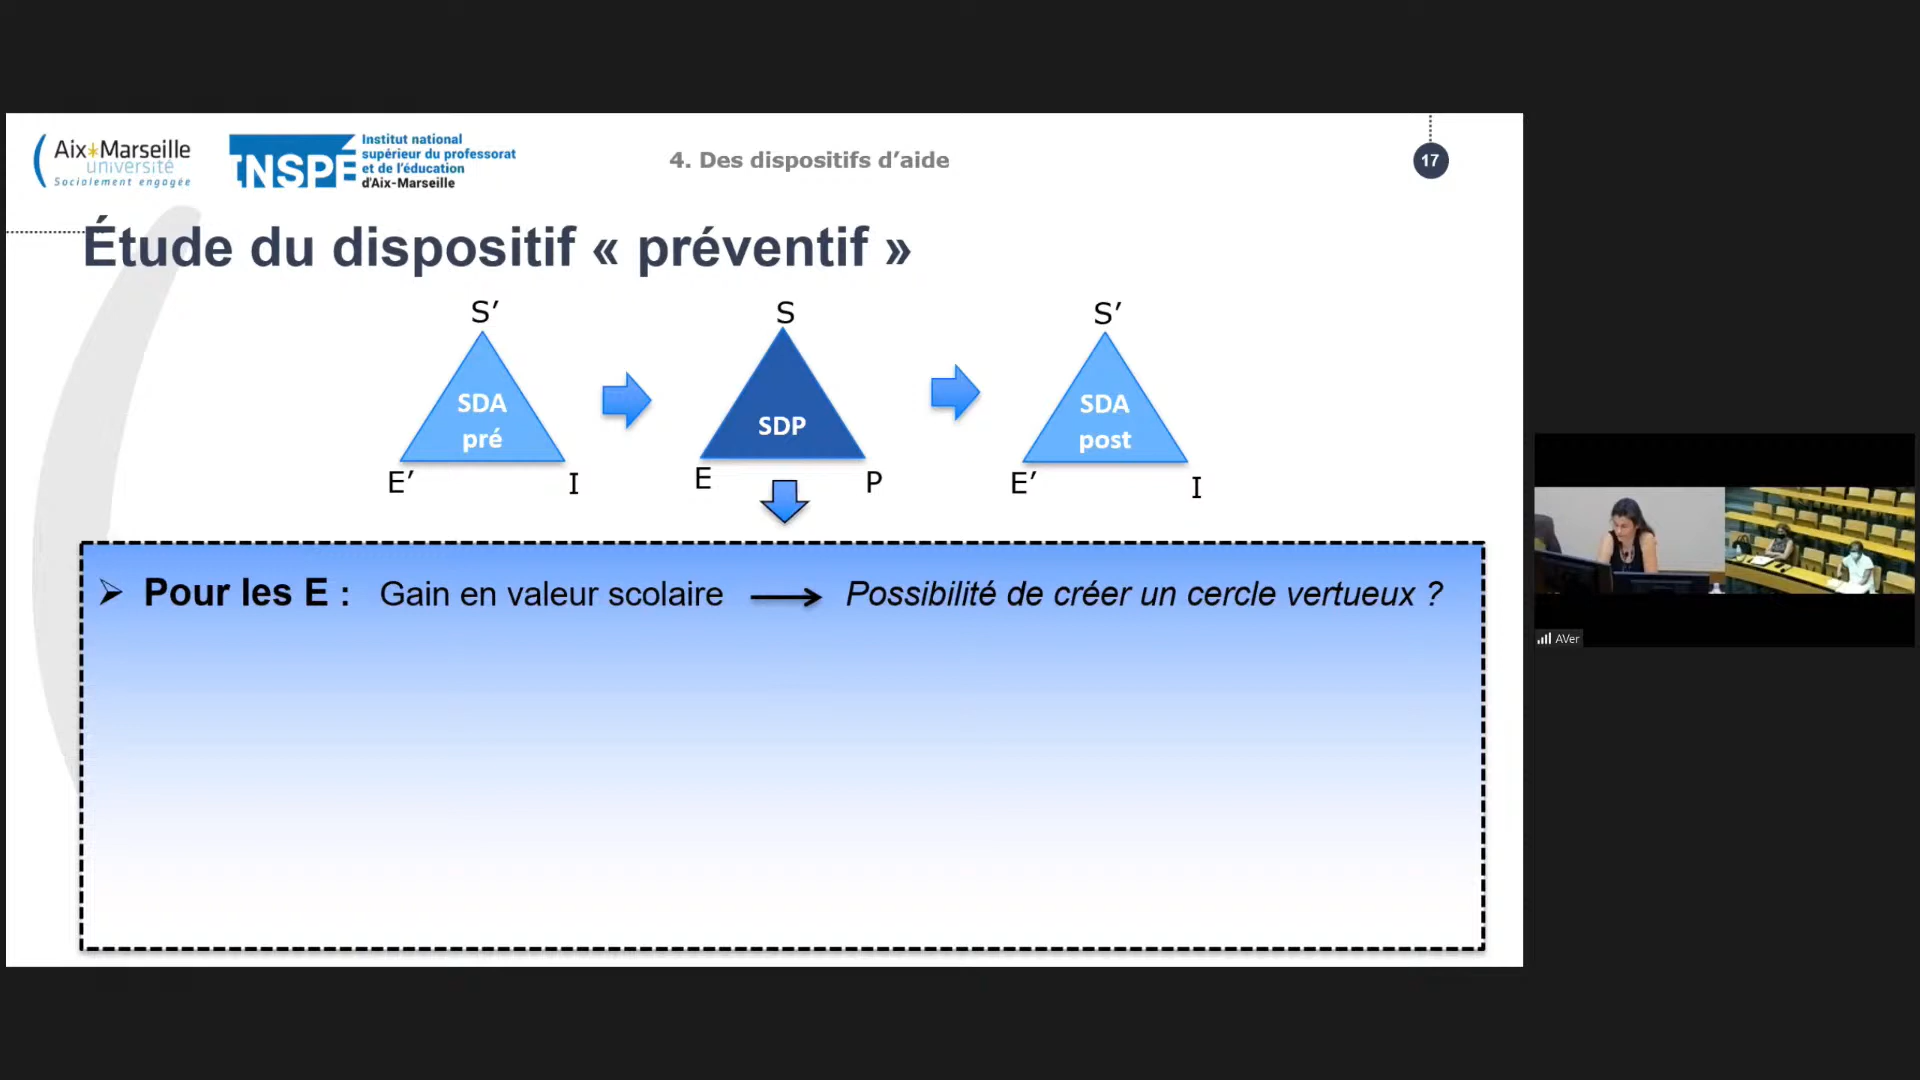 Aix*Marseille
université
Socialement engagée
INSPÉ
Institut national
supérieur du professorat
et de l'éducation
d'Aix-Marseille
4. Des dispositifs d’aide
17
Étude du dispositif « préventif »
S’
S
S’
SDA
pré
SDP
SDA
post
E’
I
E
P
E’
I
➢ Pour les E : Gain en valeur scolaire ⟶ Possibilité de créer un cercle vertueux ?
AVer